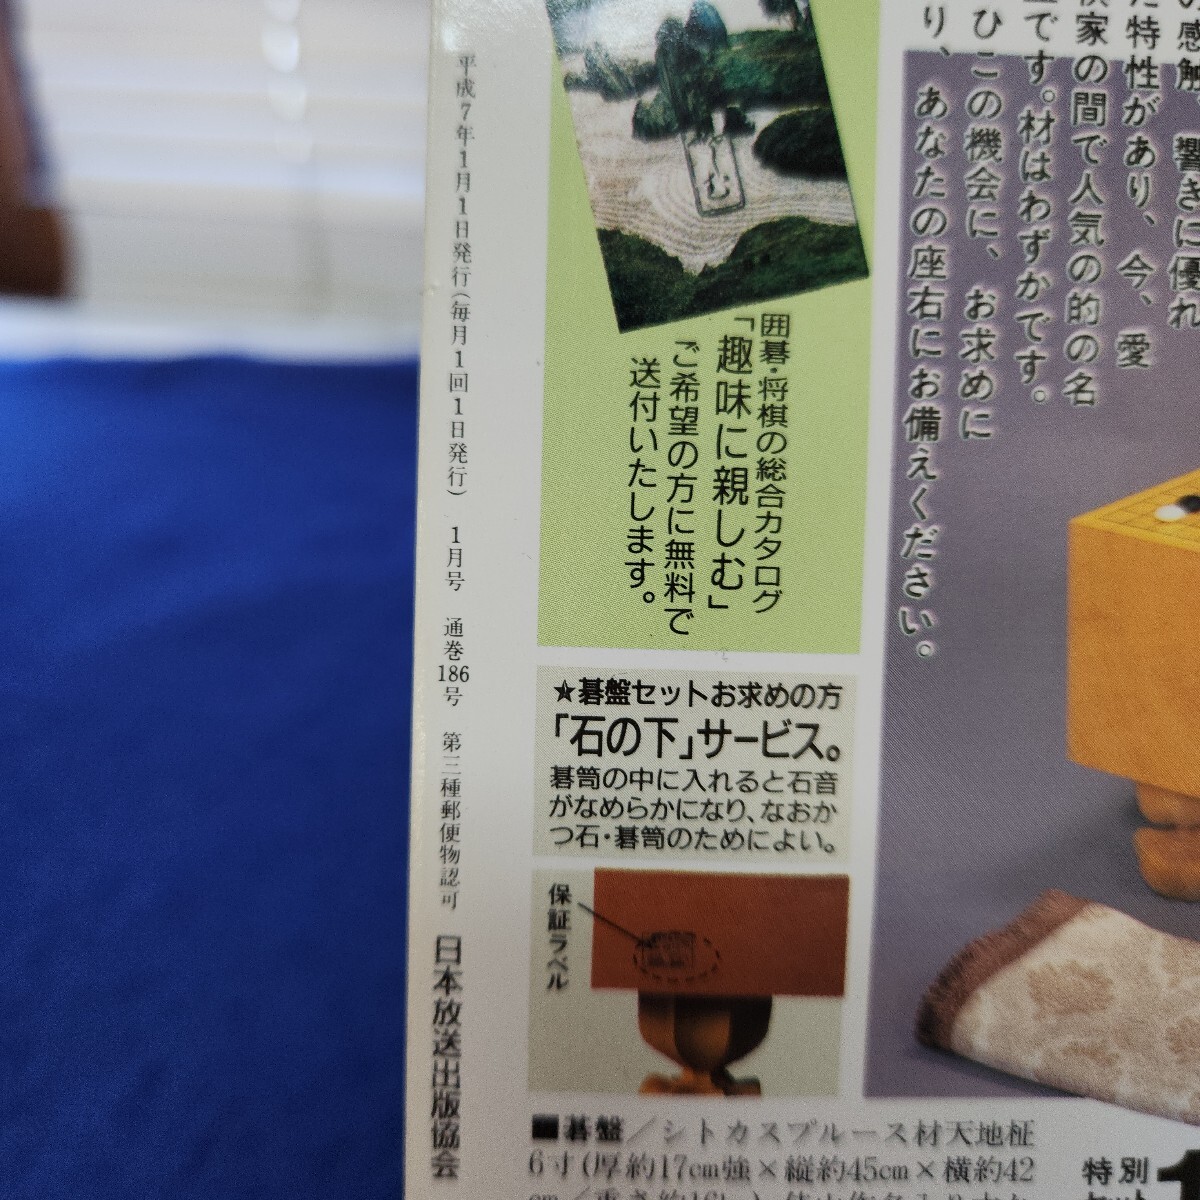 の感触、響きに優れ
た特性があり、今、愛
棋家の間で人気の的の名
です。材はわずかです。
ひこの機会に、お求めに
り、あなたの座右にお備えください。
囲碁・将棋の総合カタログ
「趣味に親しむ」
ご希望の方に無料で
送付いたします。
平成7年1月1日発行(毎月1回1日発行) 1月号 通巻186号 第三種郵便物認可 日本放送出版協会
★碁盤セットお求めの方
「石の下」サービス。
碁笥の中に入れると石音
がなめらかになり、なおか
つ石・碁笥のためによい。
保証ラベル
■碁盤/シトカスプルース材天地柾
6寸(厚約17cm強×縦約45cm×横約42
特別